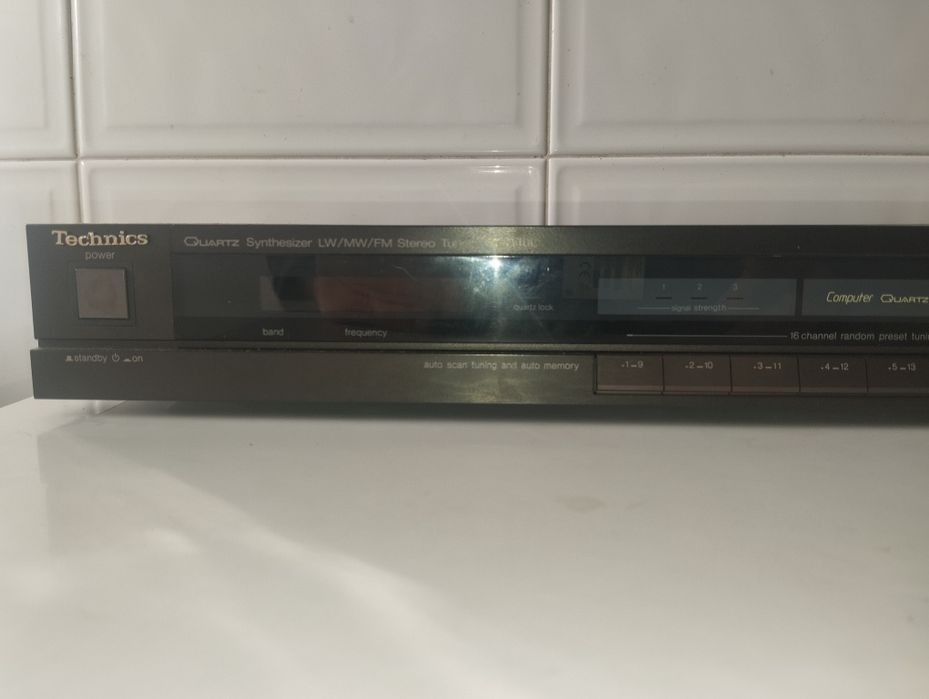 Technics
power
QUARTZ Synthesizer LW/MW/FM Stereo
1 2 3
signal strength
quartz lock
Computer QUARTZ
band frequency
16 channel random preset
standby on
auto scan tuning and auto memory
1 9 2 10 3 11 4 12 5 13